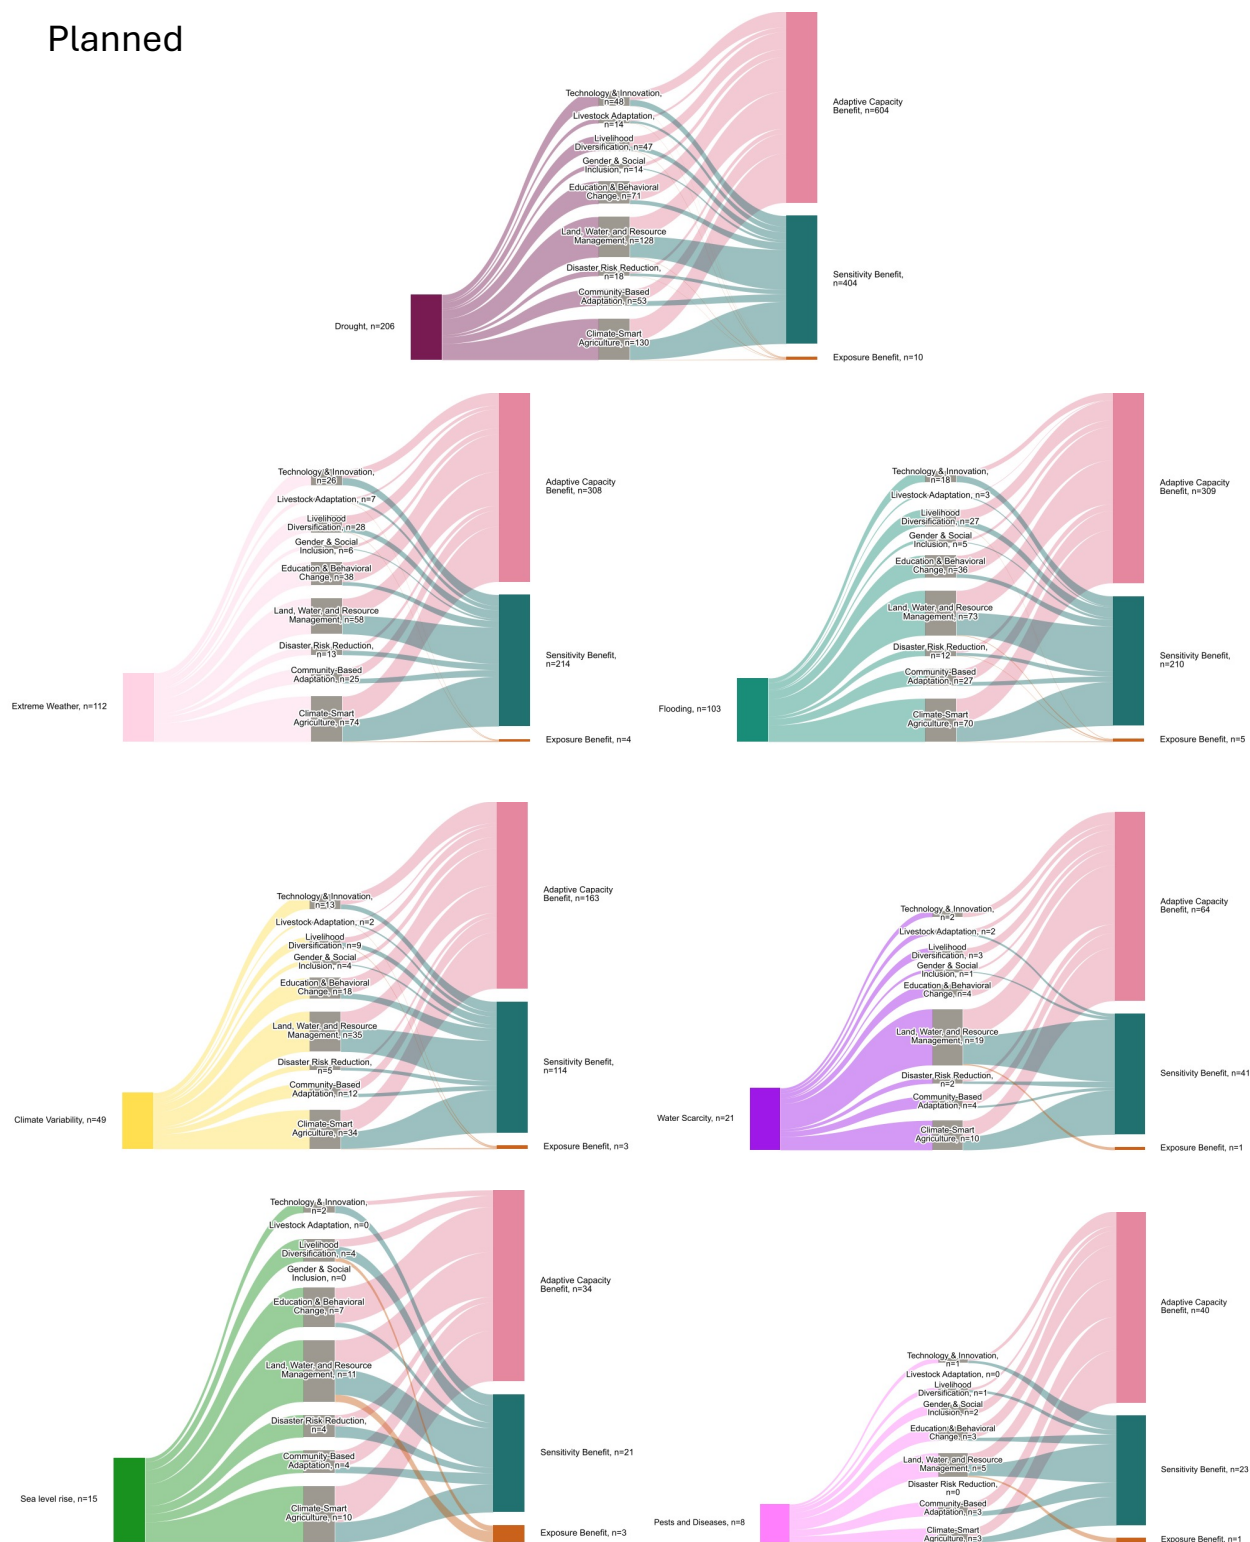 Planned
Technology & Innovation,
n=48
Livestock Adaptation,
n=14
Livelihood
Diversification, n=47
Gender & Social
Inclusion, n=14
Education & Behavioral
Change, n=71
Land, Water, and Resource
Management, n=128
Disaster Risk Reduction,
n=18
Community-Based
Adaptation, n=53
Climate-Smart
Agriculture, n=130
Drought, n=206
Adaptive Capacity
Benefit, n=604
Sensitivity Benefit,
n=404
Exposure Benefit, n=10
Technology & Innovation,
n=26
Livestock Adaptation, n=7
Livelihood
Diversification, n=28
Gender & Social
Inclusion, n=6
Education & Behavioral
Change, n=38
Land, Water, and Resource
Management, n=58
Disaster Risk Reduction,
n=13
Community-Based
Adaptation, n=25
Climate-Smart
Agriculture, n=74
Extreme Weather, n=112
Adaptive Capacity
Benefit, n=308
Sensitivity Benefit,
n=214
Exposure Benefit, n=4
Technology & Innovation,
n=18
Livestock Adaptation, n=3
Livelihood
Diversification, n=27
Gender & Social
Inclusion, n=5
Education & Behavioral
Change, n=36
Land, Water, and Resource
Management, n=73
Disaster Risk Reduction,
n=12
Community-Based
Adaptation, n=27
Climate-Smart
Agriculture, n=70
Flooding, n=103
Adaptive Capacity
Benefit, n=309
Sensitivity Benefit,
n=210
Exposure Benefit, n=5
Technology & Innovation,
n=13
Livestock Adaptation, n=2
Livelihood
Diversification, n=9
Gender & Social
Inclusion, n=4
Education & Behavioral
Change, n=18
Land, Water, and Resource
Management, n=35
Disaster Risk Reduction,
n=5
Community-Based
Adaptation, n=12
Climate-Smart
Agriculture, n=34
Climate Variability, n=49
Adaptive Capacity
Benefit, n=163
Sensitivity Benefit,
n=114
Exposure Benefit, n=3
Technology & Innovation,
n=2
Livestock Adaptation, n=2
Livelihood
Diversification, n=3
Gender & Social
Inclusion, n=1
Education & Behavioral
Change, n=4
Land, Water, and Resource
Management, n=19
Disaster Risk Reduction,
n=2
Community-Based
Adaptation, n=4
Climate-Smart
Agriculture, n=10
Water Scarcity, n=21
Adaptive Capacity
Benefit, n=64
Sensitivity Benefit, n=41
Exposure Benefit, n=1
Technology & Innovation,
n=2
Livestock Adaptation, n=0
Livelihood
Diversification, n=4
Gender & Social
Inclusion, n=0
Education & Behavioral
Change, n=7
Land, Water, and Resource
Management, n=11
Disaster Risk Reduction,
n=4
Community-Based
Adaptation, n=4
Climate-Smart
Agriculture, n=10
Sea level rise, n=15
Adaptive Capacity
Benefit, n=34
Sensitivity Benefit, n=21
Exposure Benefit, n=3
Technology & Innovation,
n=1
Livestock Adaptation, n=0
Livelihood
Diversification, n=1
Gender & Social
Inclusion, n=2
Education & Behavioral
Change, n=3
Land, Water, and Resource
Management, n=5
Disaster Risk Reduction,
n=0
Community-Based
Adaptation, n=3
Climate-Smart
Agriculture, n=3
Pests and Diseases, n=8
Adaptive Capacity
Benefit, n=40
Sensitivity Benefit, n=23
Exposure Benefit, n=1